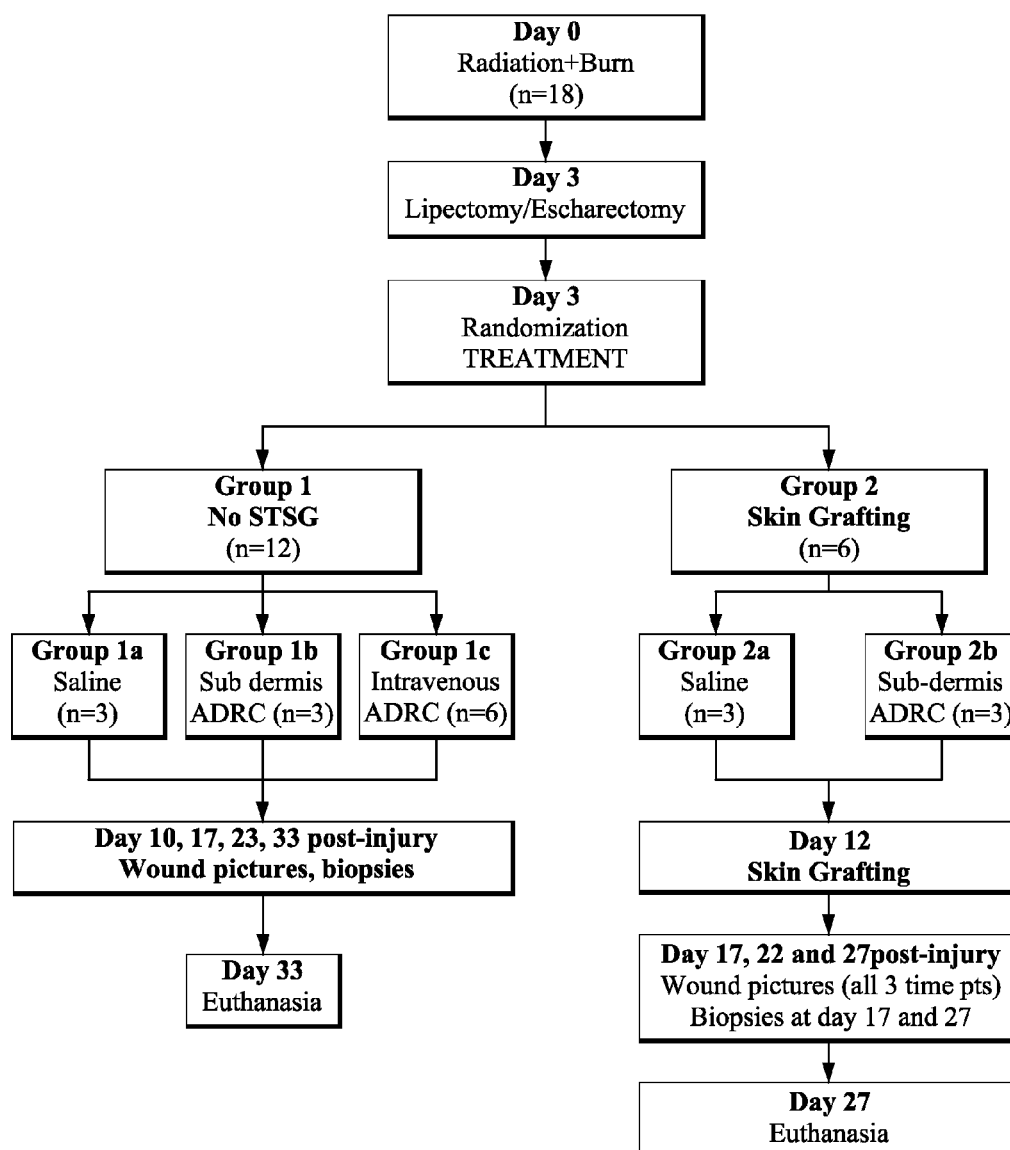 Day 0
Radiation+Burn
(n=18)
Day 3
Lipectomy/Escharectomy
Day 3
Randomization
TREATMENT
Group 1
No STSG
(n=12)
Group 2
Skin Grafting
(n=6)
Group 1a
Saline
(n=3)
Group 1b
Sub dermis
ADRC (n=3)
Group 1c
Intravenous
ADRC (n=6)
Group 2a
Saline
(n=3)
Group 2b
Sub-dermis
ADRC (n=3)
Day 10, 17, 23, 33 post-injury
Wound pictures, biopsies
Day 12
Skin Grafting
Day 33
Euthanasia
Day 17, 22 and 27post-injury
Wound pictures (all 3 time pts)
Biopsies at day 17 and 27
Day 27
Euthanasia